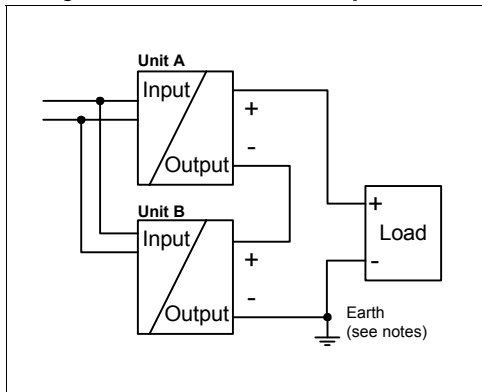 Unit A
Input
+
-
Output
Unit B
Input
+
-
Output
+
Load
-
Earth
(see notes)